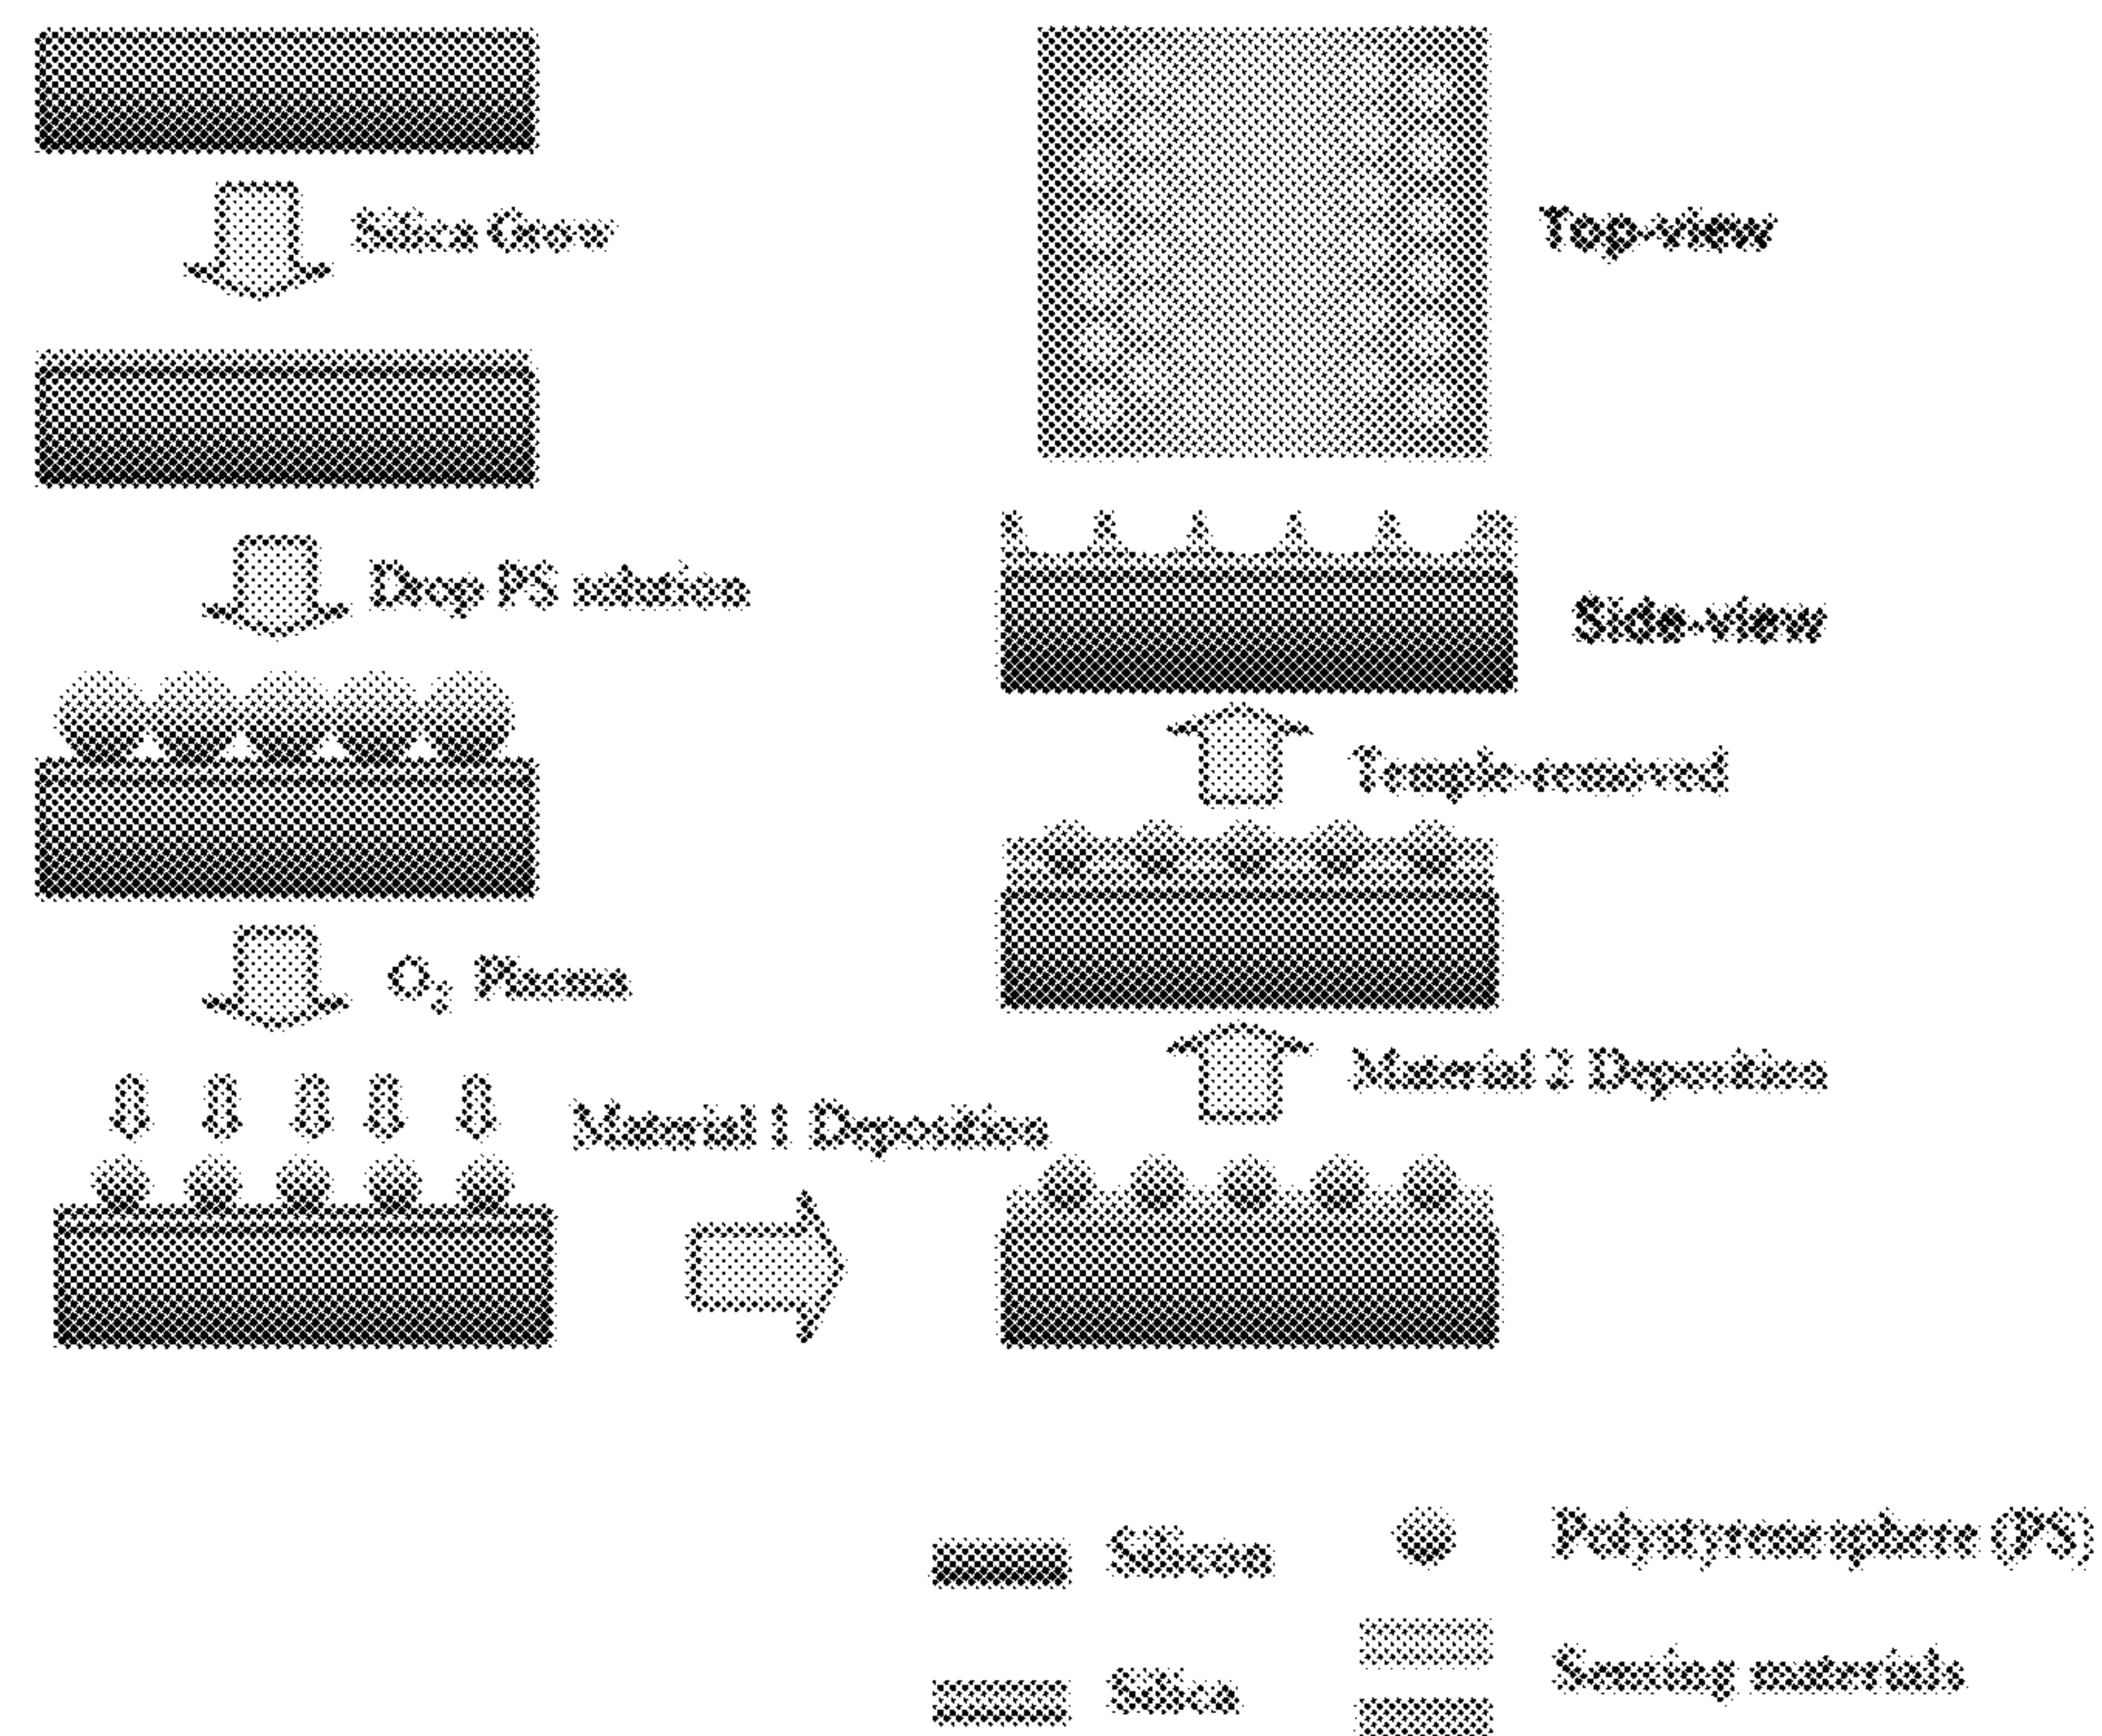 Silica Grow
Top-view
Drop PS solution
Side-view
Temple-removed
O2 Plasma
Material 2 Deposition
Material 1 Deposition
Silicon
Polystyrene sphere (PS)
Silica
Sensing materials